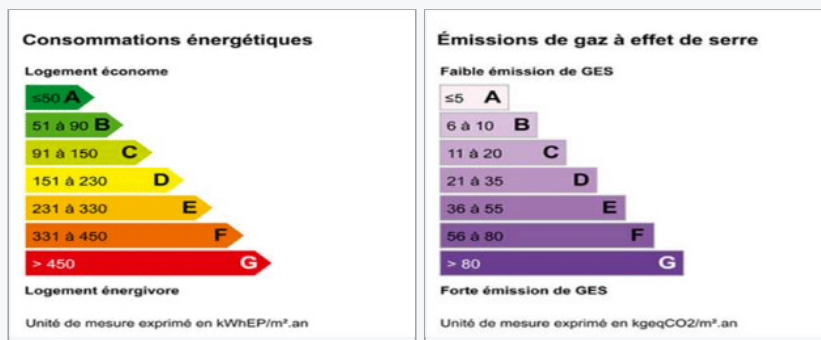 Consommations énergétiques
Logement économe
≤50 A
51 à 90 B
91 à 150 C
151 à 230 D
231 à 330 E
331 à 450 F
> 450 G
Logement énergivore
Unité de mesure exprimé en kWhEP/m².an
Émissions de gaz à effet de serre
Faible émission de GES
≤5 A
6 à 10 B
11 à 20 C
21 à 35 D
36 à 55 E
56 à 80 F
> 80 G
Forte émission de GES
Unité de mesure exprimé en kgeqCO2/m².an